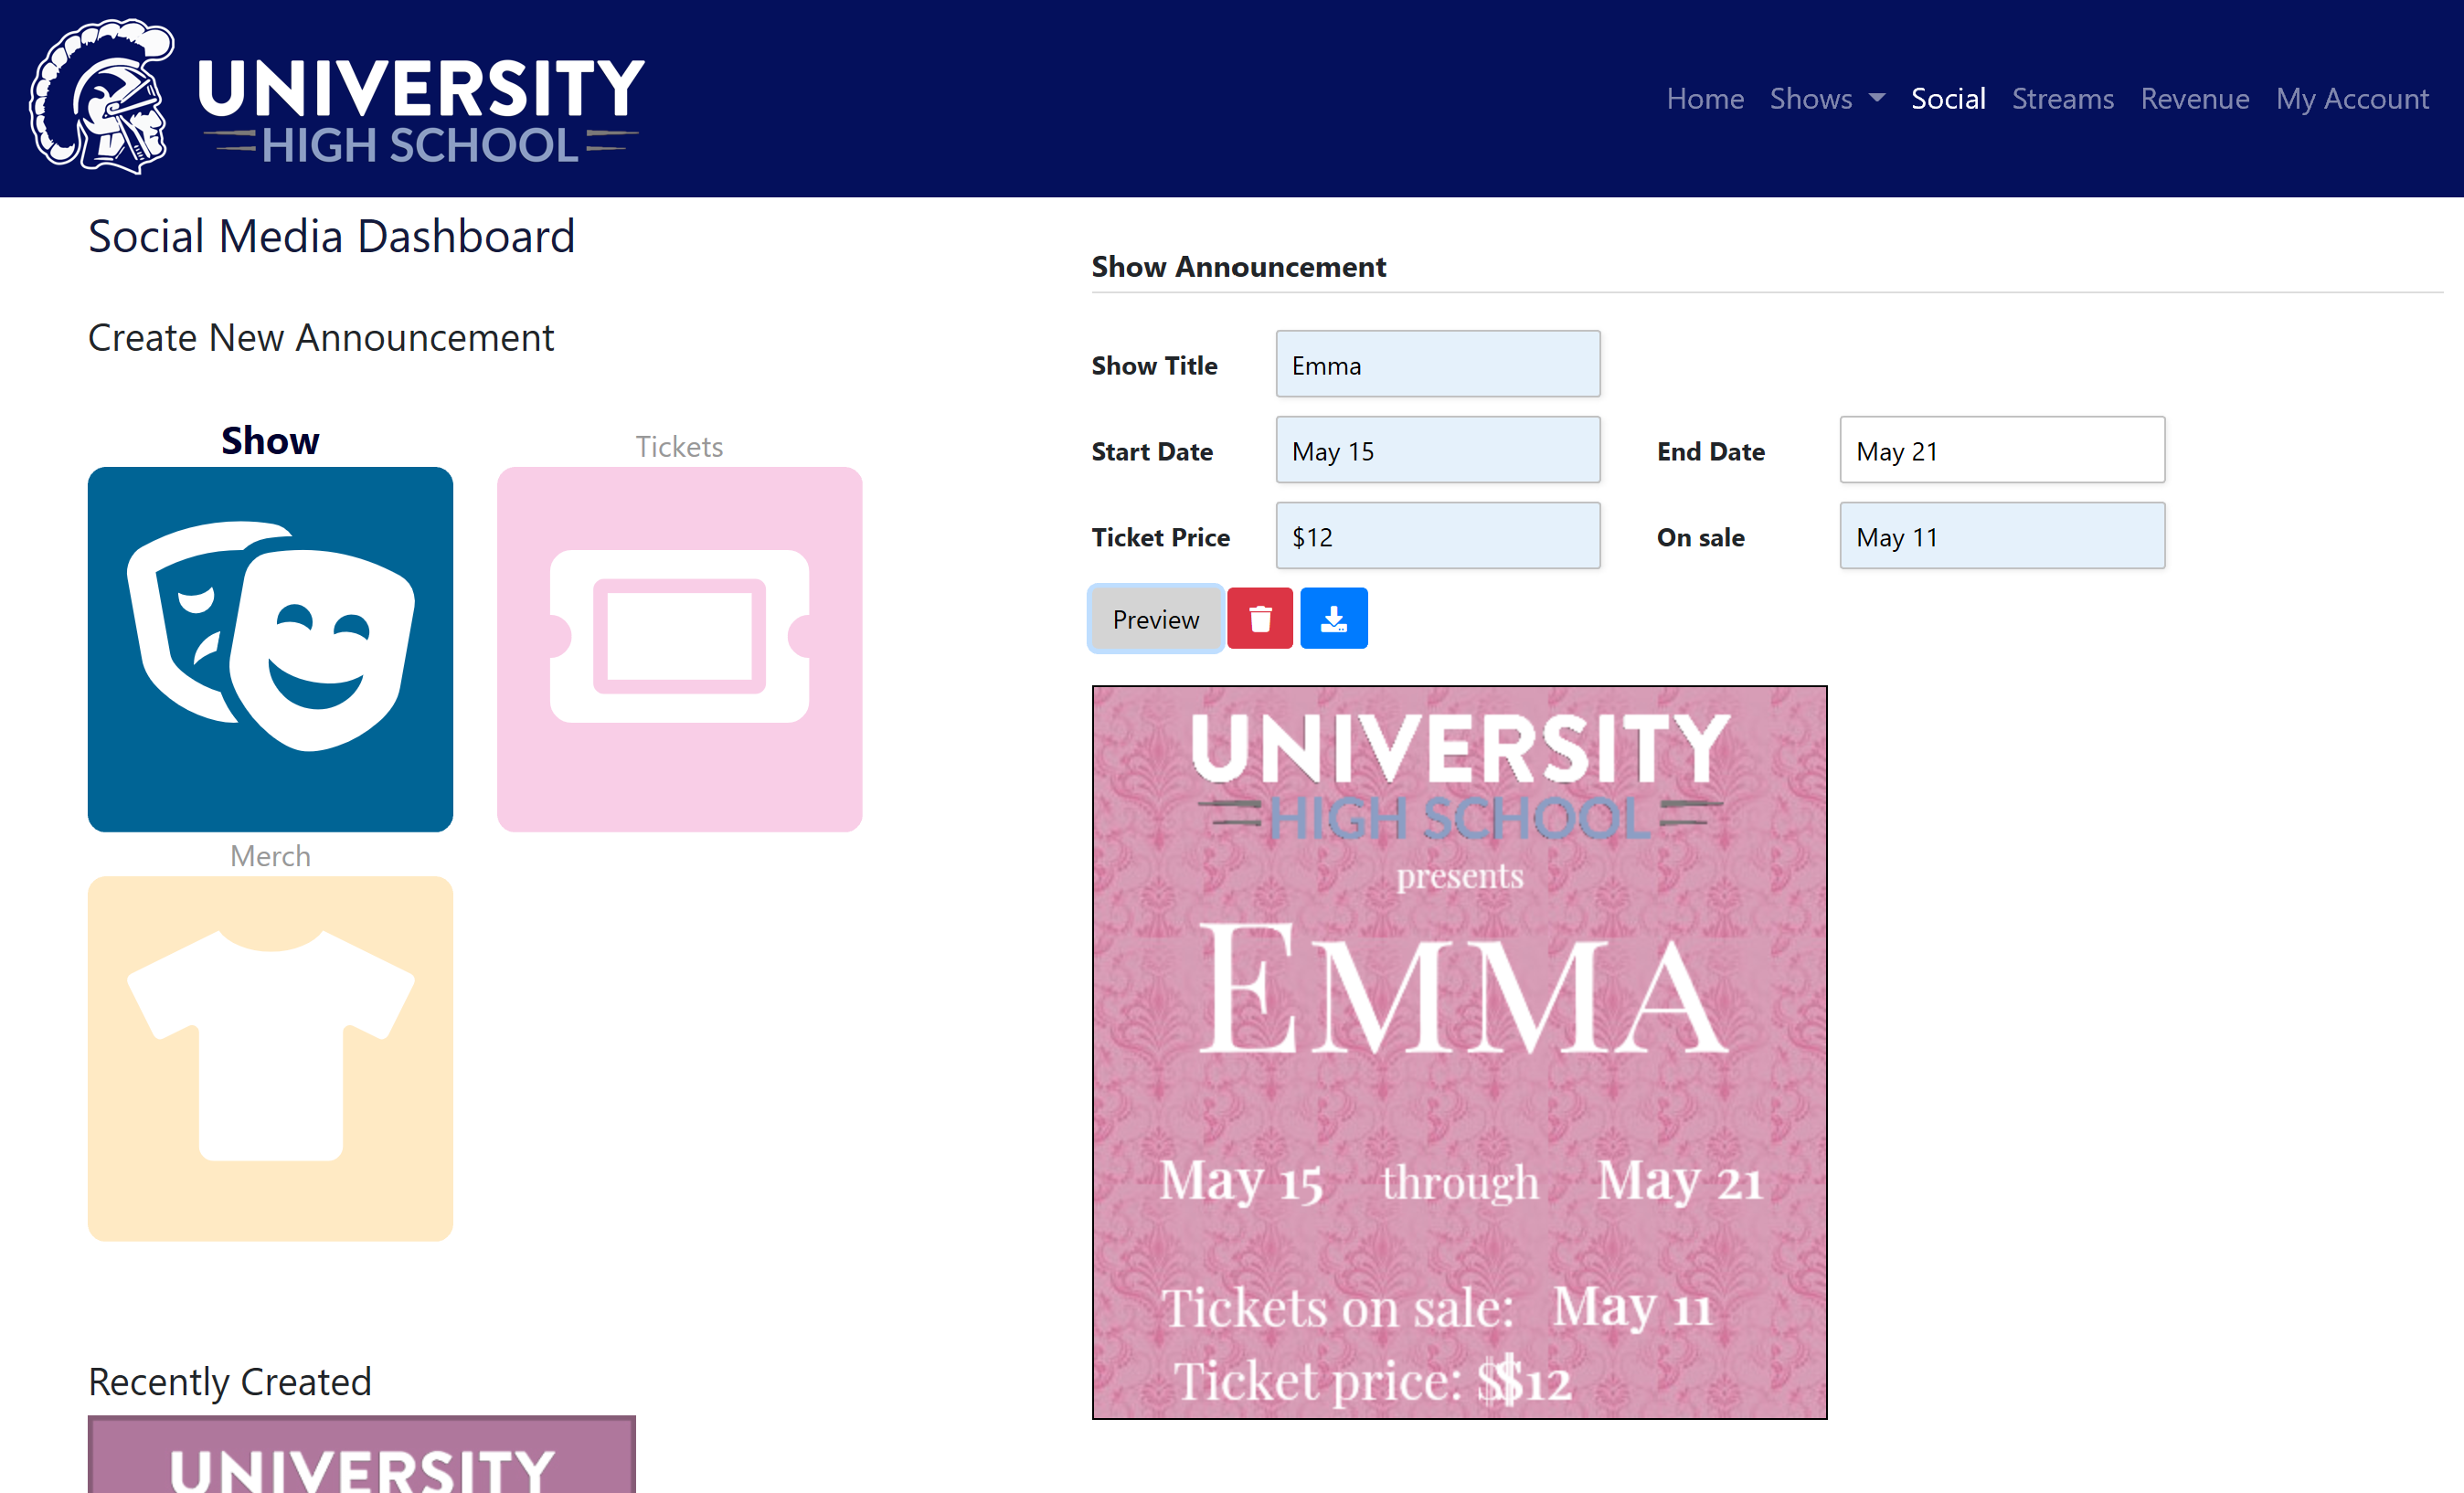 UNIVERSITY
HIGH SCHOOL
Home Shows Social Streams Revenue My Account
Social Media Dashboard
Create New Announcement
Show
Tickets
Merch
Recently Created
UNIVERSITY
Show Announcement
Show Title Emma
Start Date May 15 End Date May 21
Ticket Price $12 On sale May 11
Preview
UNIVERSITY
HIGH SCHOOL
presents
EMMA
May 15 through May 21
Tickets on sale: May 11
Ticket price: $$12